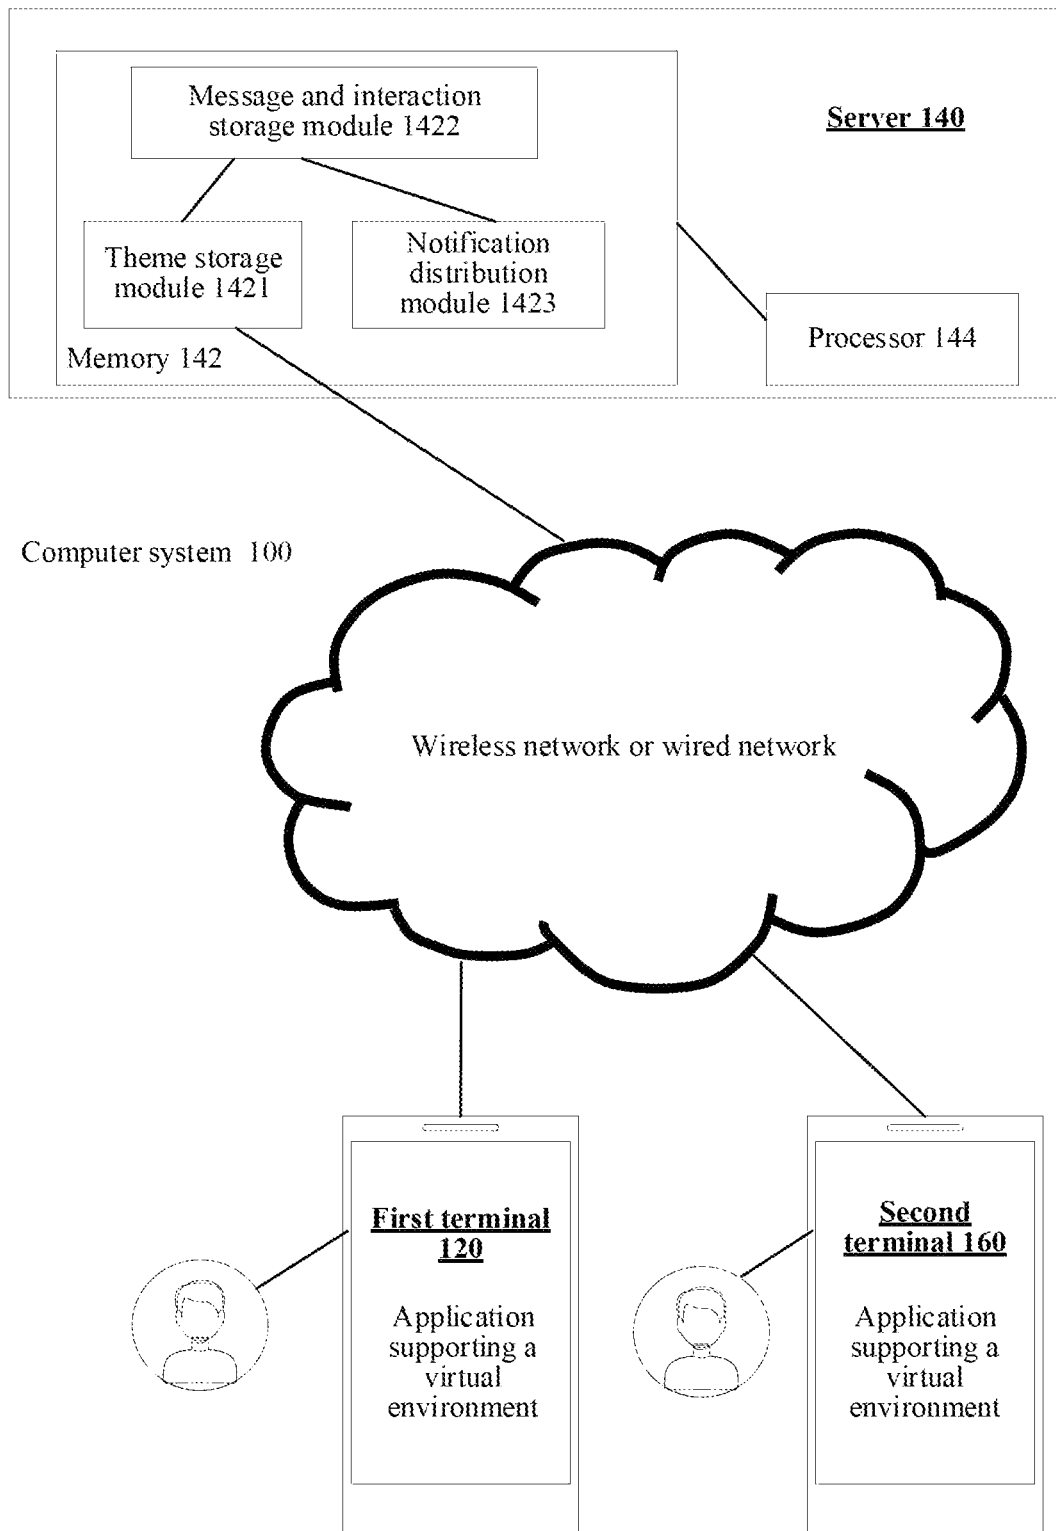 Message and interaction
storage module 1422
Server 140
Theme storage
module 1421
Notification
distribution
module 1423
Processor 144
Memory 142
Computer system 100
Wireless network or wired network
First terminal
120
Application
supporting a
virtual
environment
Second
terminal 160
Application
supporting a
virtual
environment